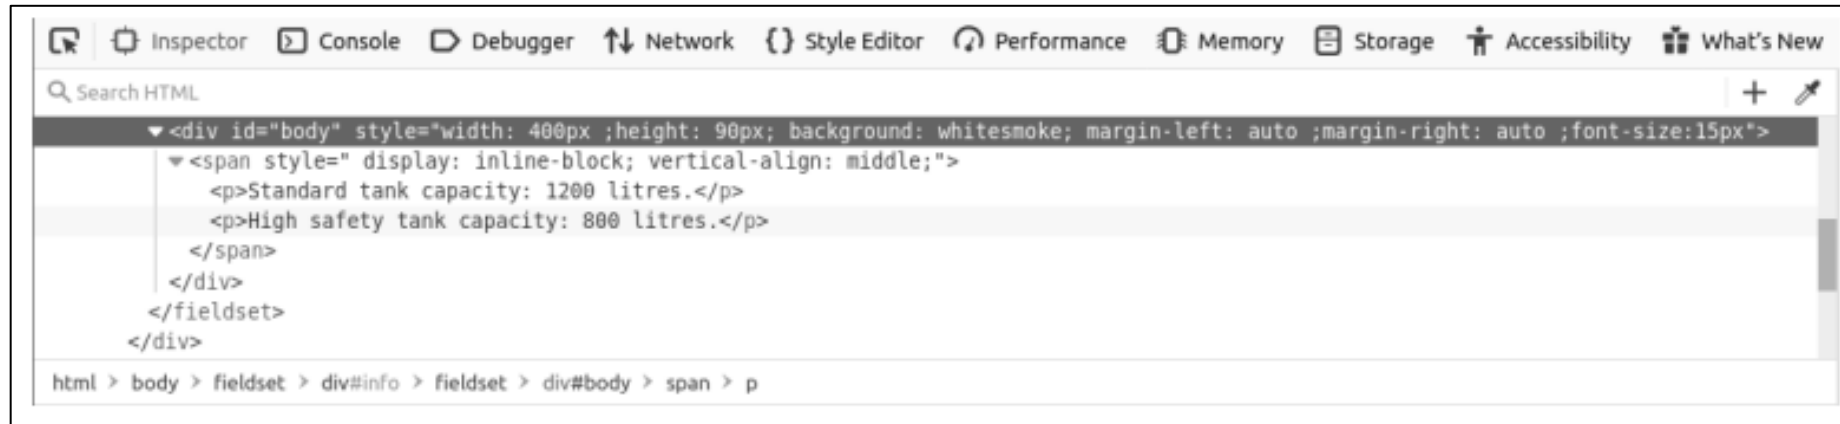 Inspector Console Debugger Network {} Style Editor Performance Memory Storage Accessibility What's New
Search HTML
<div id="body" style="width: 400px ;height: 90px; background: whitesmoke; margin-left: auto ;margin-right: auto ;font-size:15px">
<span style=" display: inline-block; vertical-align: middle;">
<p>Standard tank capacity: 1200 litres.</p>
<p>High safety tank capacity: 800 litres.</p>
</span>
</div>
</fieldset>
</div>
html > body > fieldset > div#info > fieldset > div#body > span > p